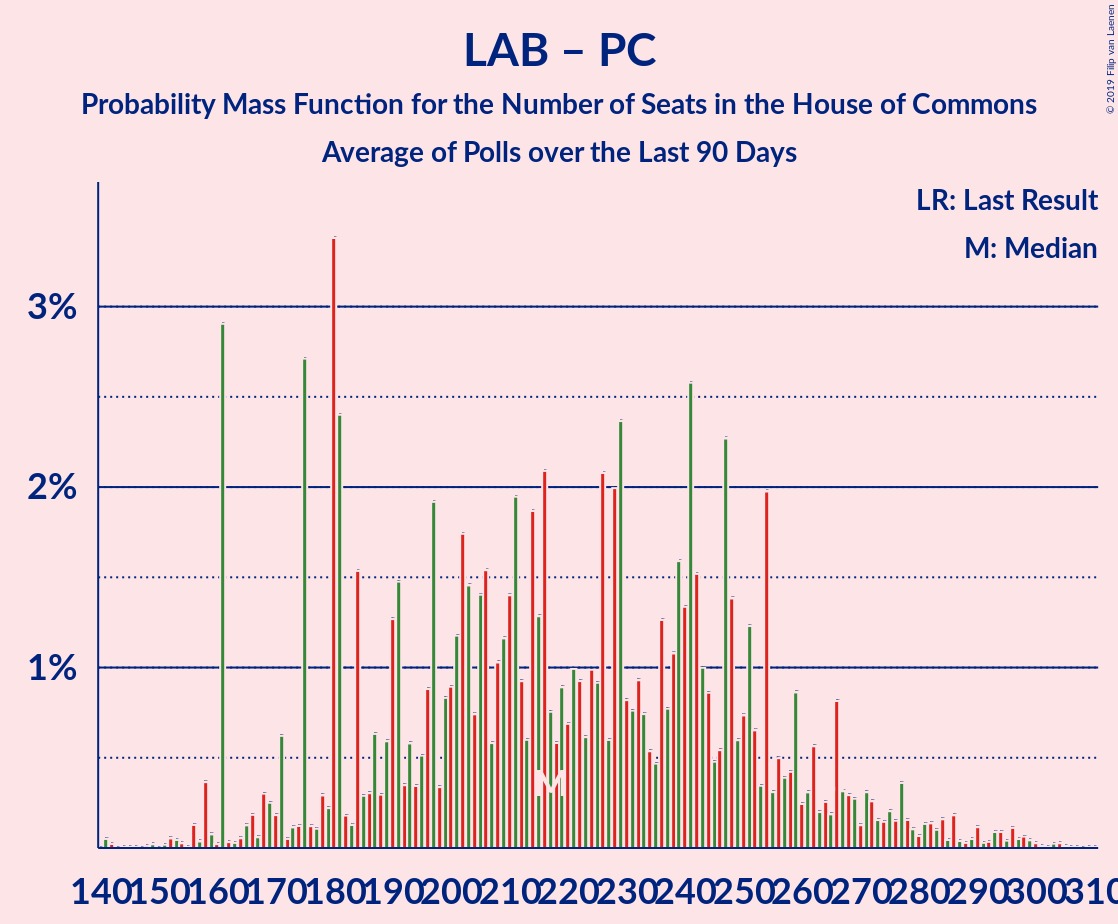 LAB – PC
Probability Mass Function for the Number of Seats in the House of Commons
Average of Polls over the Last 90 Days
© 2019 Filip van Laenen
LR: Last Result
M: Median
3%
2%
1%
M
140 150 160 170 180 190 200 210 220 230 240 250 260 270 280 290 300 310